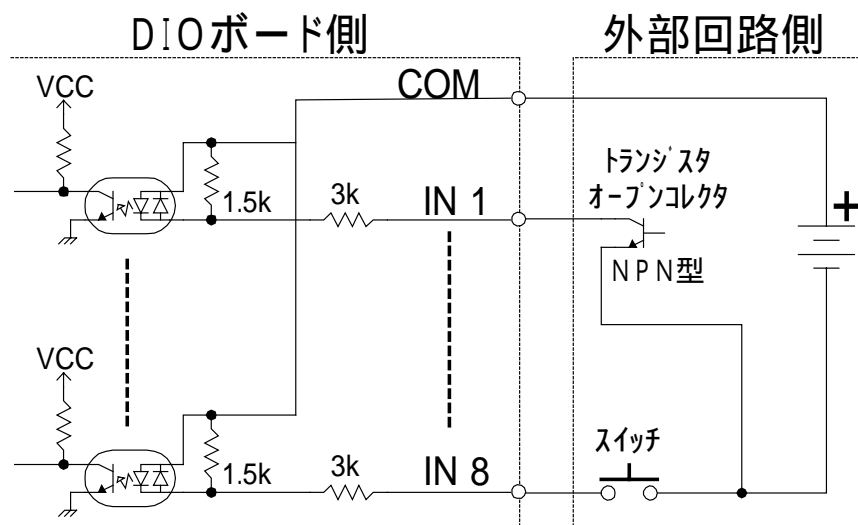 DIOボード側
外部回路側
VCC
COM
トランジスタ
オープンコレクタ
1.5k
3k
IN 1
+
NPN型
VCC
スイッチ
1.5k
3k
IN 8